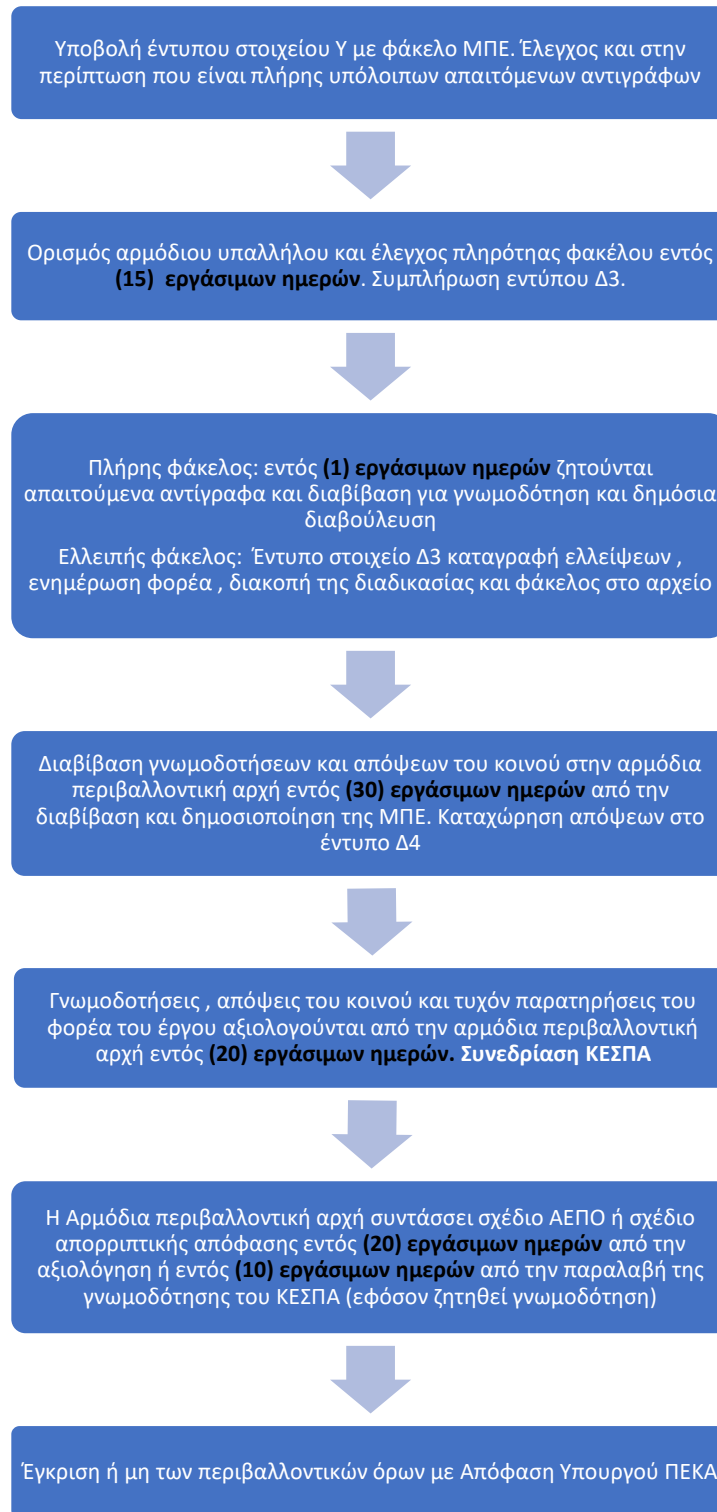 Υποβολή έντυπου στοιχείου Υ με φάκελο ΜΠΕ. Έλεγχος και στην
περίπτωση που είναι πλήρης υπόλοιπων απαιτόμενων αντιγράφων
Ορισμός αρμόδιου υπαλλήλου και έλεγχος πληρότηας φακέλου εντός
(15) εργάσιμων ημερών. Συμπλήρωση εντύπου Δ3.
Πλήρης φάκελος: εντός (1) εργάσιμων ημερών ζητούνται
απαιτούμενα αντίγραφα και διαβίβαση για γνωμοδότηση και δημόσια
διαβούλευση
Ελλειπής φάκελος: Έντυπο στοιχείο Δ3 καταγραφή ελλείψεων ,
ενημέρωση φορέα , διακοπή της διαδικασίας και φάκελος στο αρχείο
Διαβίβαση γνωμοδοτήσεων και απόψεων του κοινού στην αρμόδια
περιβαλλοντική αρχή εντός (30) εργάσιμων ημερών από την
διαβίβαση και δημοσιοποίηση της ΜΠΕ. Καταχώρηση απόψεων στο
έντυπο Δ4
Γνωμοδοτήσεις , απόψεις του κοινού και τυχόν παρατηρήσεις του
φορέα του έργου αξιολογούνται από την αρμόδια περιβαλλοντική
αρχή εντός (20) εργάσιμων ημερών. Συνεδρίαση ΚΕΣΠΑ
Η Αρμόδια περιβαλλοντική αρχή συντάσσει σχέδιο ΑΕΠΟ ή σχέδιο
απορριπτικής απόφασης εντός (20) εργάσιμων ημερών από την
αξιολόγηση ή εντός (10) εργάσιμων ημερών από την παραλαβή της
γνωμοδότησης του ΚΕΣΠΑ (εφόσον ζητηθεί γνωμοδότηση)
Έγκριση ή μη των περιβαλλοντικών όρων με Απόφαση Υπουργού ΠΕΚΑ